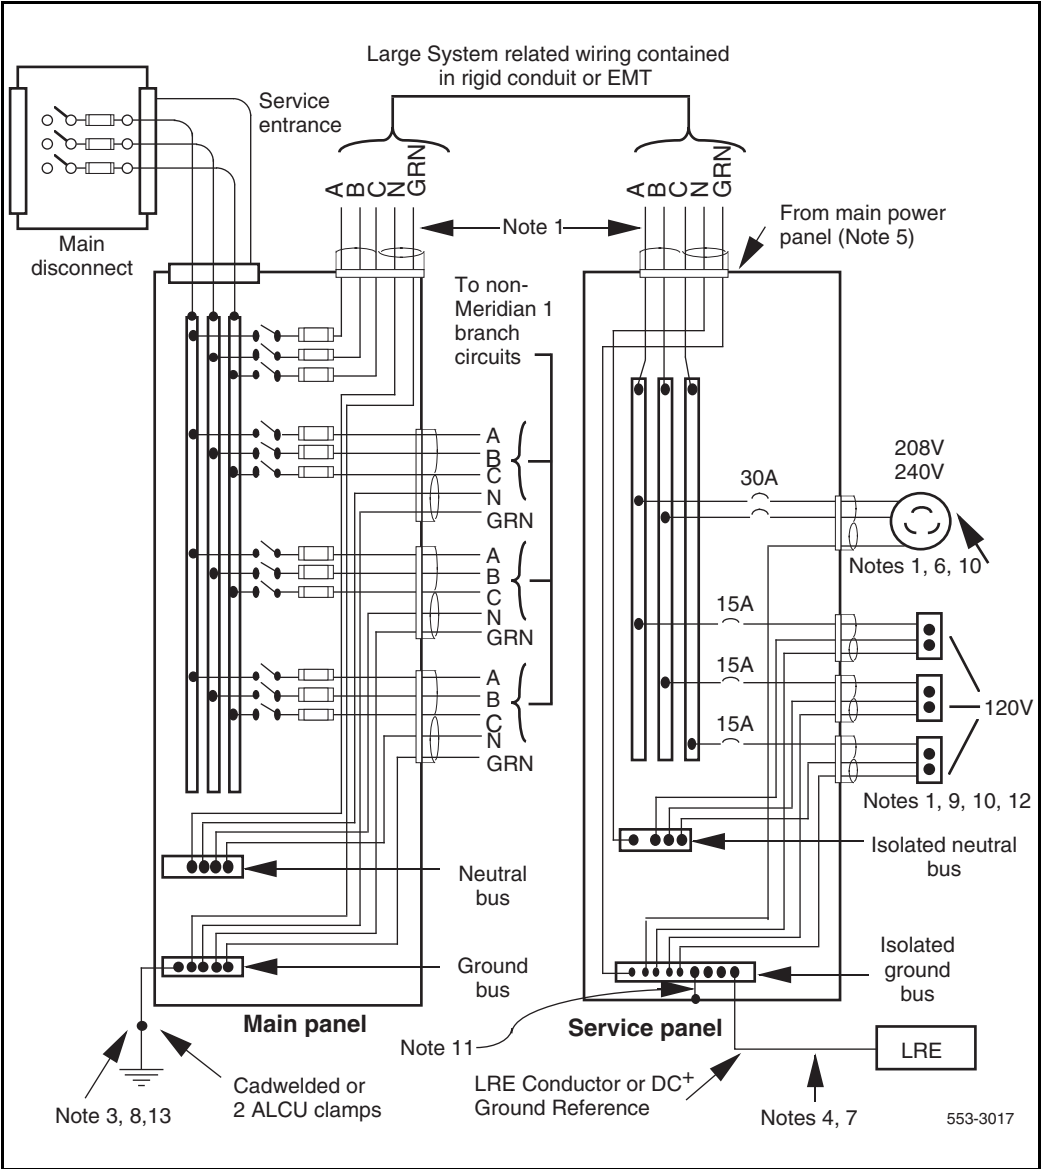 Large System related wiring contained
in rigid conduit or EMT
Service
entrance
Main
disconnect
A
B
C
N
GRN
A
B
C
N
GRN
Note 1
From main power
panel (Note 5)
To non-
Meridian 1
branch
circuits
A
B
C
N
GRN
A
B
C
N
GRN
A
B
C
N
GRN
208V
240V
30A
Notes 1, 6, 10
15A
15A
15A
120V
Notes 1, 9, 10, 12
Isolated neutral
bus
Neutral
bus
Ground
bus
Isolated
ground
bus
Main panel
Service panel
Note 11
LRE
Cadwelded or
2 ALCU clamps
Note 3, 8,13
LRE Conductor or DC+
Ground Reference
Notes 4, 7
553-3017